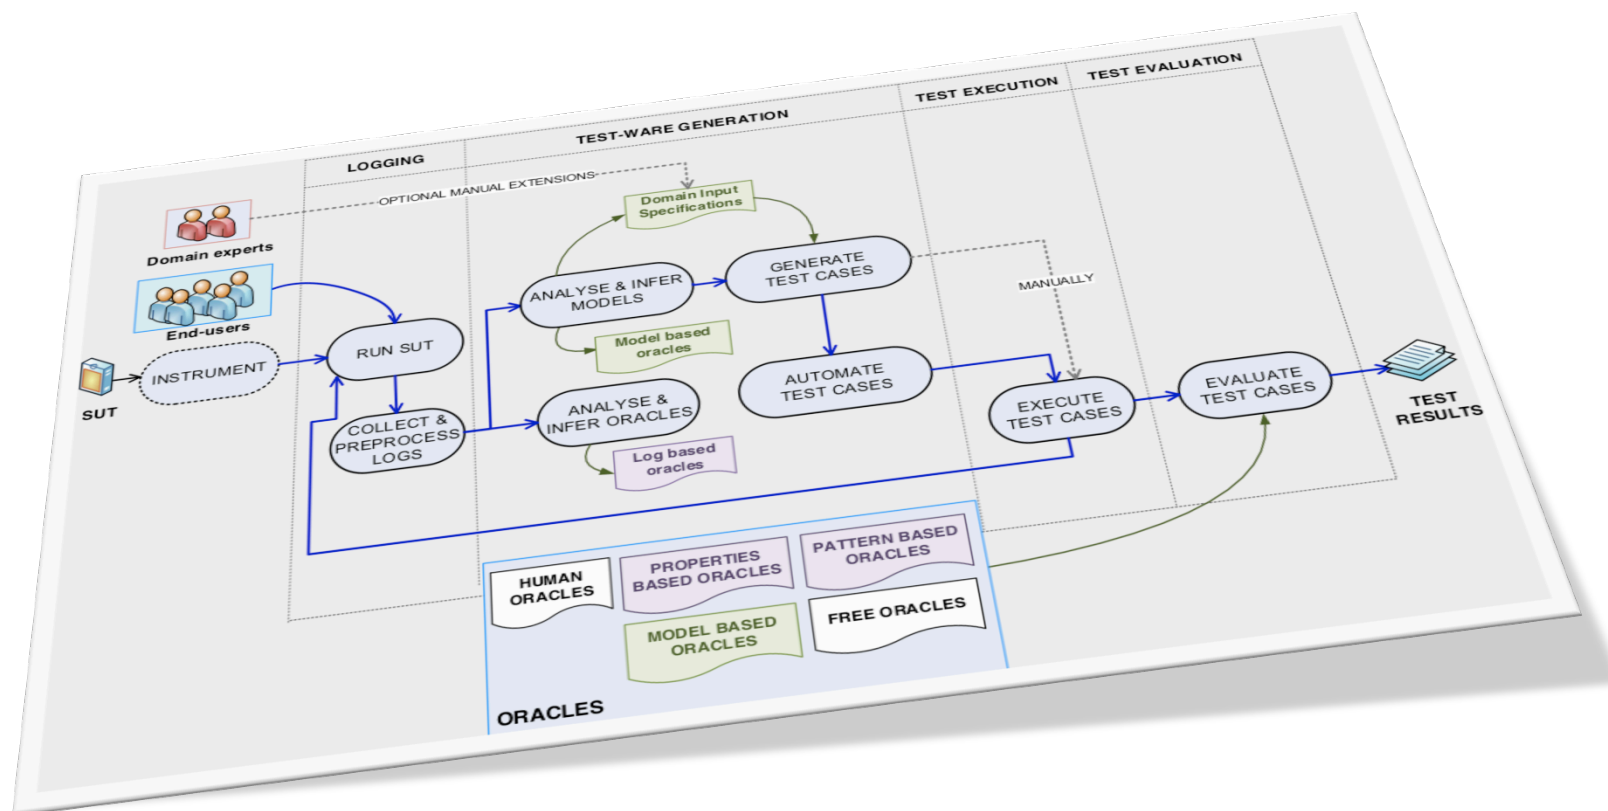 LOGGING
TEST-WARE GENERATION
TEST EXECUTION
TEST EVALUATION
OPTIONAL MANUAL EXTENSIONS
Domain Input
Specifications
Domain experts
End-users
SUT
INSTRUMENT
RUN SUT
COLLECT &
PREPROCESS
LOGS
ANALYSE & INFER
MODELS
Model based
oracles
ANALYSE &
INFER ORACLES
Log based
oracles
GENERATE
TEST CASES
AUTOMATE
TEST CASES
MANUALLY
EXECUTE
TEST CASES
EVALUATE
TEST CASES
TEST
RESULTS
HUMAN
ORACLES
PROPERTIES
BASED ORACLES
PATTERN BASED
ORACLES
MODEL BASED
ORACLES
FREE ORACLES
ORACLES